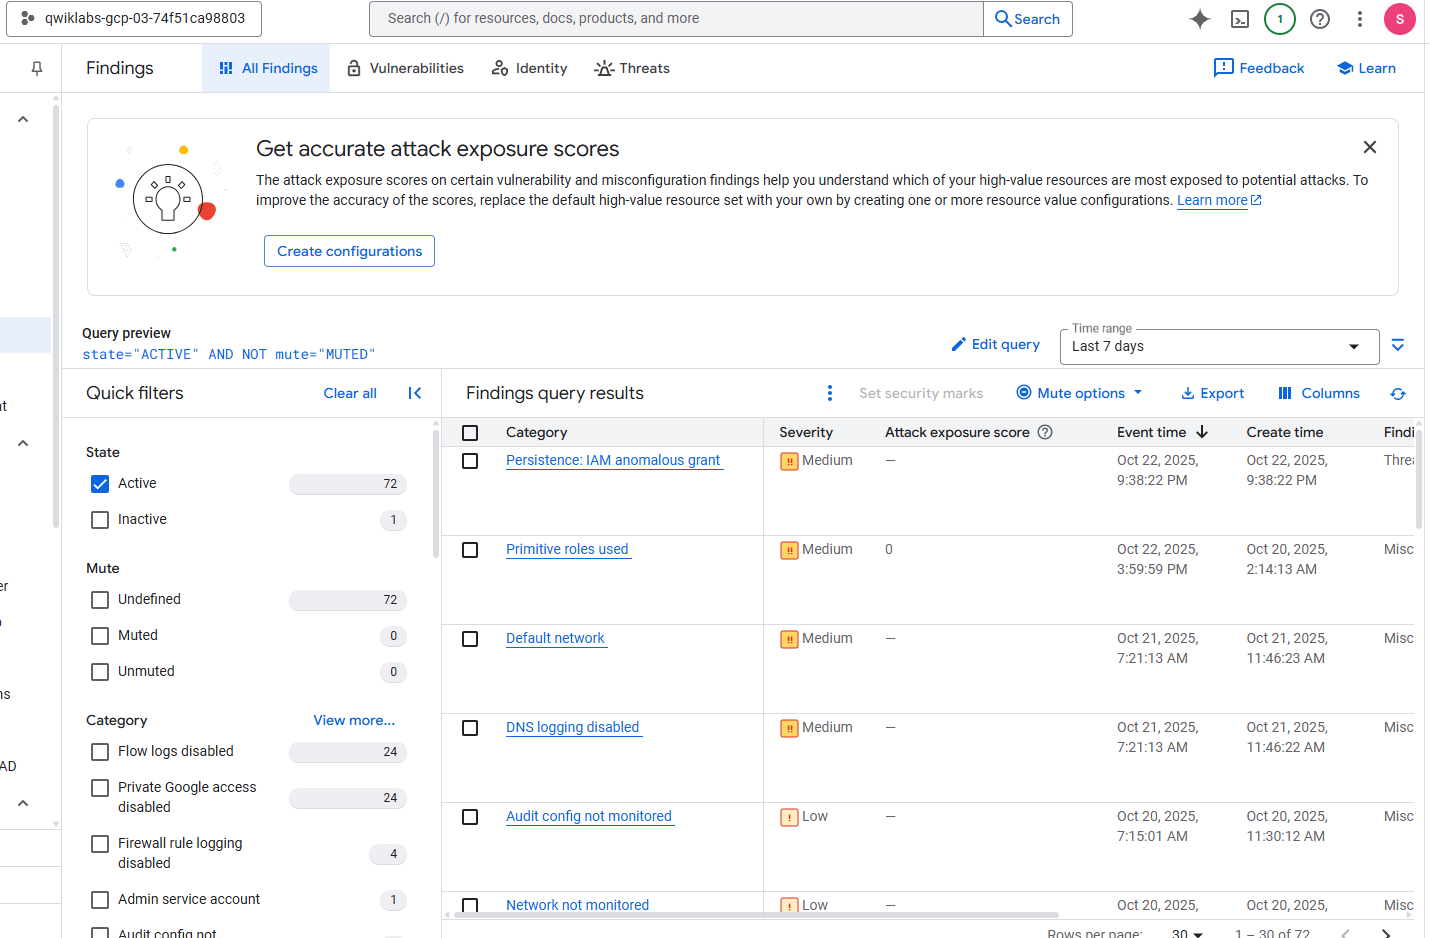 qwiklabs-gcp-03-74f51ca98803
Search (/) for resources, docs, products, and more
Search
1
S
Findings
All Findings
Vulnerabilities
Identity
Threats
Feedback
Learn
Get accurate attack exposure scores
The attack exposure scores on certain vulnerability and misconfiguration findings help you understand which of your high-value resources are most exposed to potential attacks. To
improve the accuracy of the scores, replace the default high-value resource set with your own by creating one or more resource value configurations. Learn more
Create configurations
Query preview
state="ACTIVE" AND NOT mute="MUTED"
Edit query
Time range
Last 7 days
nt
er
ns
AD
Quick filters
Clear all
State
Active 72
Inactive 1
Mute
Undefined 72
Muted 0
Unmuted 0
Category
View more...
Flow logs disabled 24
Private Google access
disabled
24
Firewall rule logging
disabled
4
Admin service account 1
Audit config not
Findings query results
Set security marks
Mute options
Export
Columns
Category Severity Attack exposure score Event time Create time Findi
Persistence: IAM anomalous grant Medium — Oct 22, 2025, Oct 22, 2025, Threa
9:38:22 PM 9:38:22 PM
Primitive roles used Medium 0 Oct 22, 2025, Oct 20, 2025, Misc
3:59:59 PM 2:14:13 AM
Default network Medium — Oct 21, 2025, Oct 21, 2025, Misc
7:21:13 AM 11:46:23 AM
DNS logging disabled Medium — Oct 21, 2025, Oct 21, 2025, Misc
7:21:13 AM 11:46:22 AM
Audit config not monitored Low — Oct 20, 2025, Oct 20, 2025, Misc
7:15:01 AM 11:30:12 AM
Network not monitored Low — Oct 20, 2025, Oct 20, 2025, Misc
Rows per page: 30 1 – 30 of 72